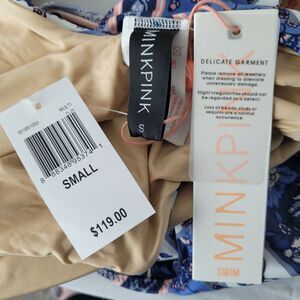 MINKPINK
S
DELICATE GARMENT
Please remove all jewellery
when dressing to alleviate
unnecessary damage.
Slight irregularities should not
be regarded as a defect.
Loss of beads, studs or
sequins are a normal
occurrence.
MINKPINK
SWIM
MULTI
SMALL
$119.00